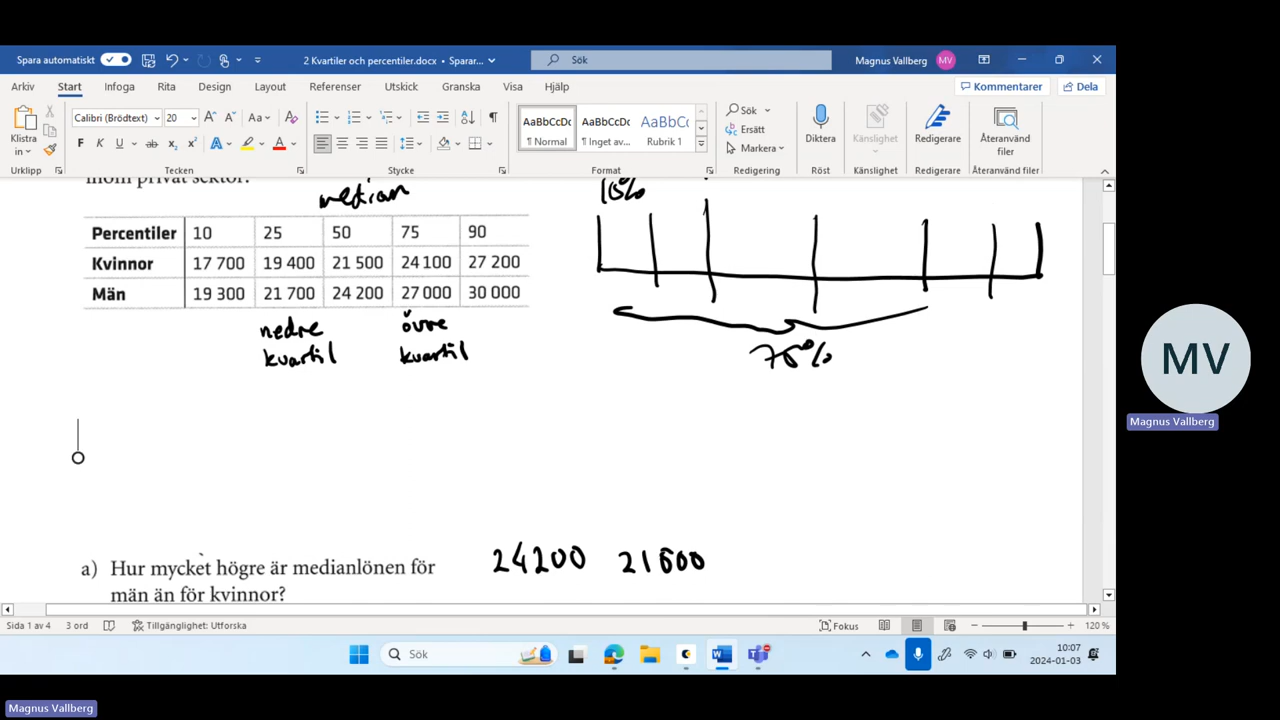 Spara automatiskt
2 Kvartiler och percentiler.docx • Sparar...
Sök
Magnus Vallberg MV
Arkiv Start Infoga Rita Design Layout Referenser Utskick Granska Visa Hjälp
Kommentarer Dela
Klistra in
Calibri (Brödtext) 20
F K U
AaBbCcDc ¶ Normal
AaBbCcDc ¶ Inget av...
AaBbCc Rubrik 1
Sök
Ersätt
Markera
Diktera
Känslighet
Redigerare
Återanvänd filer
Urklipp Tecken Stycke Format Redigering Röst Känslighet Redigerare Återanvänd filer
inom privat sektor?
median
10%
Percentiler 10 25 50 75 90
Kvinnor 17 700 19 400 21 500 24 100 27 200
Män 19 300 21 700 24 200 27 000 30 000
nedre kvartil
övre kvartil
75%
MV
Magnus Vallberg
a) Hur mycket högre är medianlönen för
män än för kvinnor?
24200 21500
Sida 1 av 4 3 ord Tillgänglighet: Utforska
Fokus 120 %
Sök
10:07
2024-01-03
Magnus Vallberg